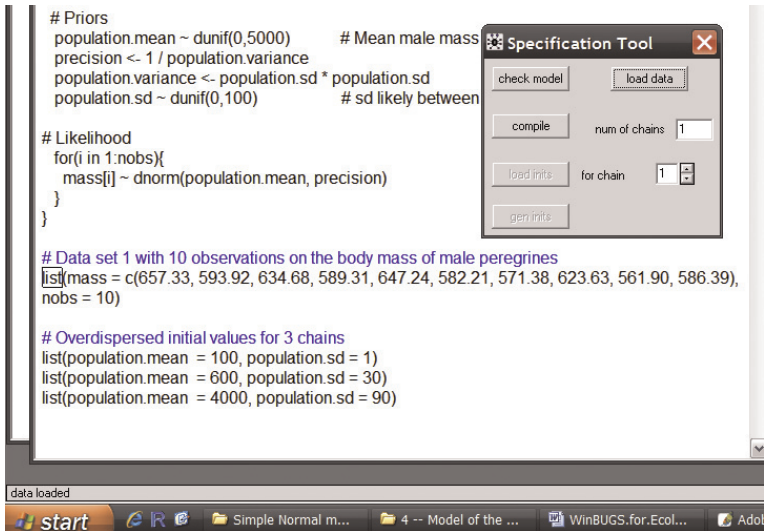 # Priors
population.mean ~ dunif(0,5000) # Mean male mass
precision <- 1 / population.variance
population.variance <- population.sd * population.sd
population.sd ~ dunif(0,100) # sd likely between
# Likelihood
for(i in 1:nobs){
mass[i] ~ dnorm(population.mean, precision)
}
}
# Data set 1 with 10 observations on the body mass of male peregrines
list(mass = c(657.33, 593.92, 634.68, 589.31, 647.24, 582.21, 571.38, 623.63, 561.90, 586.39),
nobs = 10)
# Overdispersed initial values for 3 chains
list(population.mean = 100, population.sd = 1)
list(population.mean = 600, population.sd = 30)
list(population.mean = 4000, population.sd = 90)
Specification Tool
check model load data
compile num of chains 1
load inits for chain 1
gen inits
data loaded
start Simple Normal m... 4 -- Model of the ... WinBUGS.for.Ecol... Adol